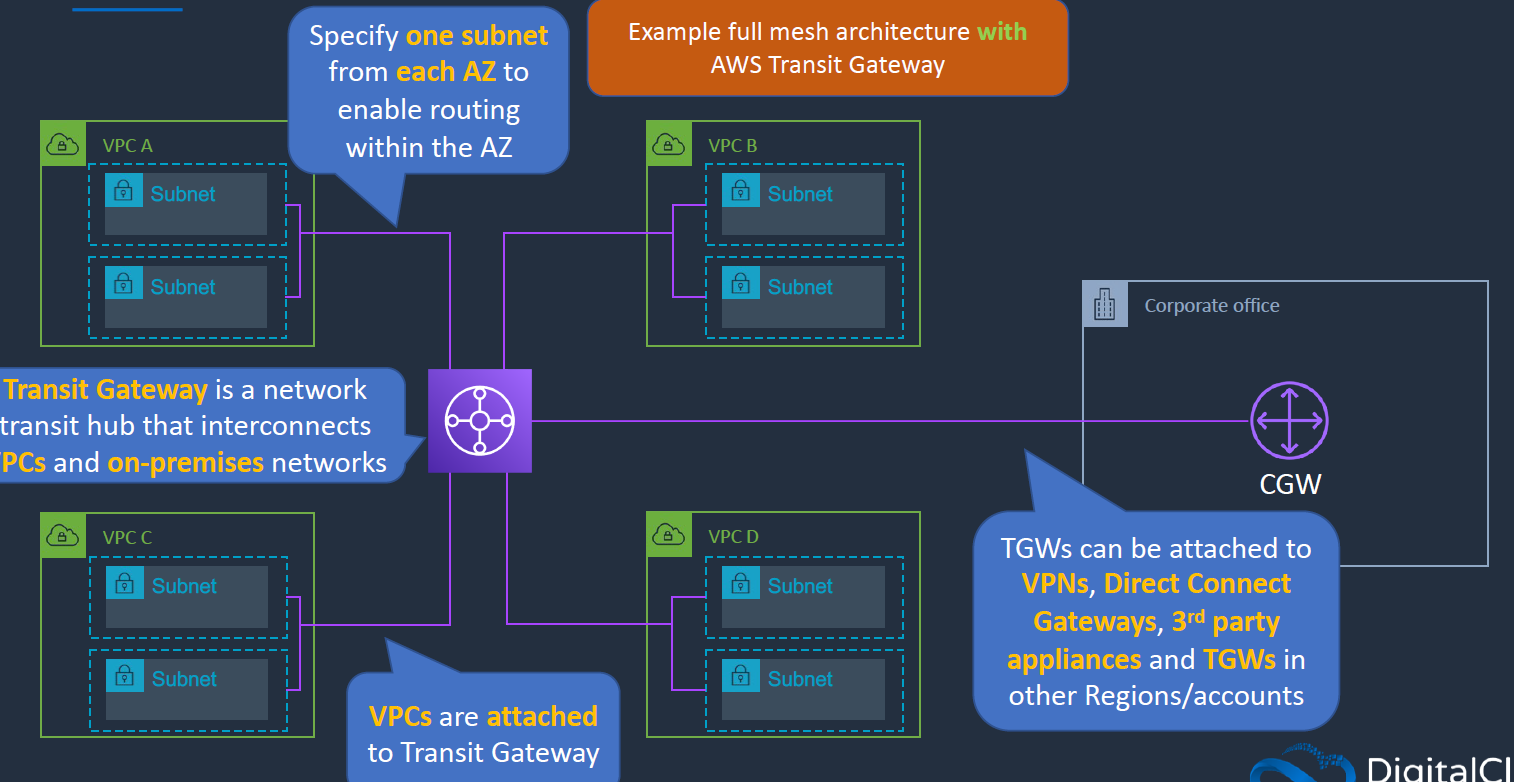 Specify one subnet
from each AZ to
enable routing
within the AZ
Example full mesh architecture with
AWS Transit Gateway
VPC A
Subnet
Subnet
VPC B
Subnet
Subnet
Corporate office
CGW
Transit Gateway is a network
transit hub that interconnects
VPCs and on-premises networks
VPC C
Subnet
Subnet
VPC D
Subnet
Subnet
VPCs are attached
to Transit Gateway
TGWs can be attached to
VPNs, Direct Connect
Gateways, 3rd party
appliances and TGWs in
other Regions/accounts
DigitalCl